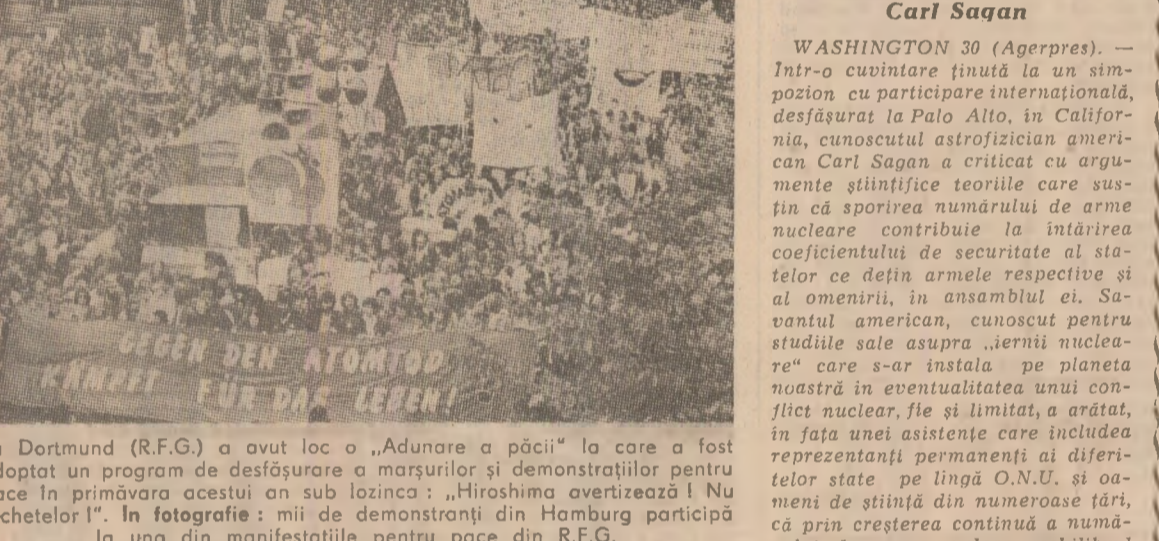 GEGEN DEN ATOMTOD
KÄMPFEN FÜR DAS LEBEN!
Dortmund (R.F.G.) a avut loc o „Adunare a păcii" la care a fost
doptat un program de desfășurare a marșurilor și demonstrațiilor pentru
ace în primăvara acestui an sub lozinca : „Hiroshima avertizează ! Nu
chetelor !". In fotografie : mii de demonstranți din Hamburg participă
la una din manifestațiile pentru pace din R.F.G.
Carl Sagan
WASHINGTON 30 (Agerpres). —
Intr-o cuvintare ținută la un sim-
pozion cu participare internațională,
desfășurat la Palo Alto, în Califor-
nia, cunoscutul astrofizician ameri-
can Carl Sagan a criticat cu argu-
mente științifice teoriile care sus-
țin că sporirea numărului de arme
nucleare contribuie la întărirea
coeficientului de securitate al sta-
telor ce dețin armele respective și
al omenirii, în ansamblul ei. Sa-
vantul american, cunoscut pentru
studiile sale asupra „iernii nuclea-
re" care s-ar instala pe planeta
noastră in eventualitatea unui con-
flict nuclear, fie și limitat, a arătat,
în fața unei asistențe care includea
reprezentanți permanenți ai diferi-
telor state pe lingă O.N.U. și oa-
meni de știință din numeroase țări,
că prin creșterea continuă a numă-